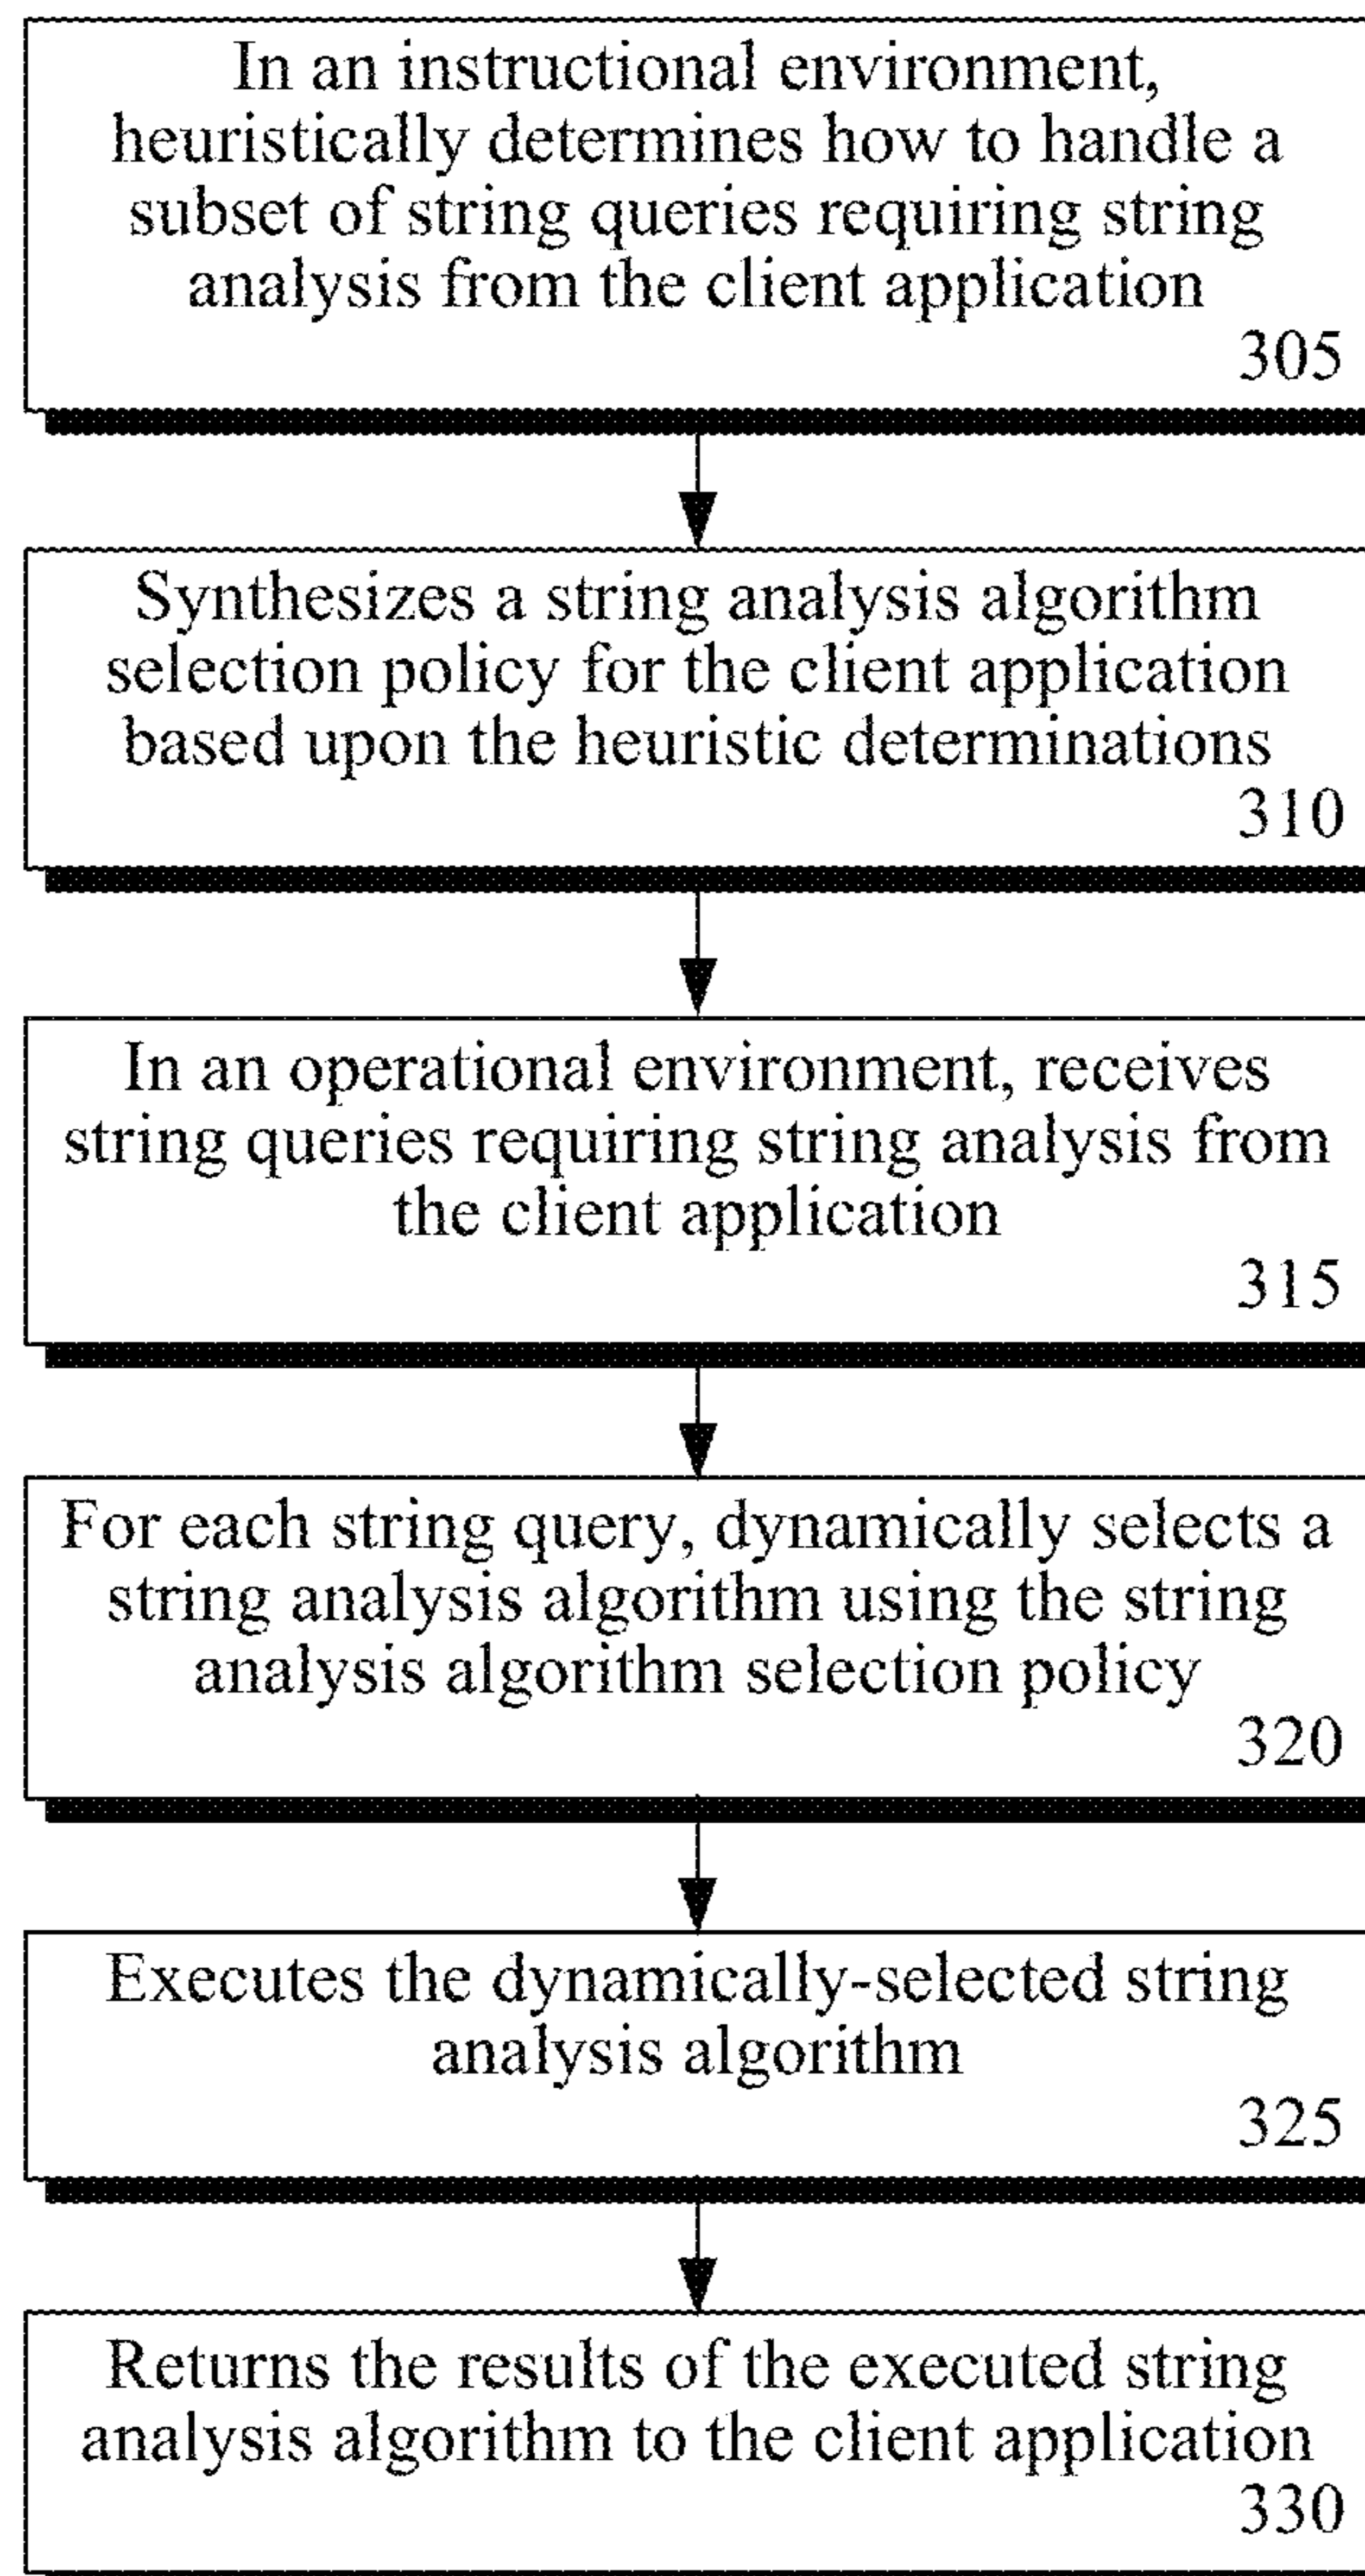 In an instructional environment,
heuristically determines how to handle a
subset of string queries requiring string
analysis from the client application
305
Synthesizes a string analysis algorithm
selection policy for the client application
based upon the heuristic determinations
310
In an operational environment, receives
string queries requiring string analysis from
the client application
315
For each string query, dynamically selects a
string analysis algorithm using the string
analysis algorithm selection policy
320
Executes the dynamically-selected string
analysis algorithm
325
Returns the results of the executed string
analysis algorithm to the client application
330